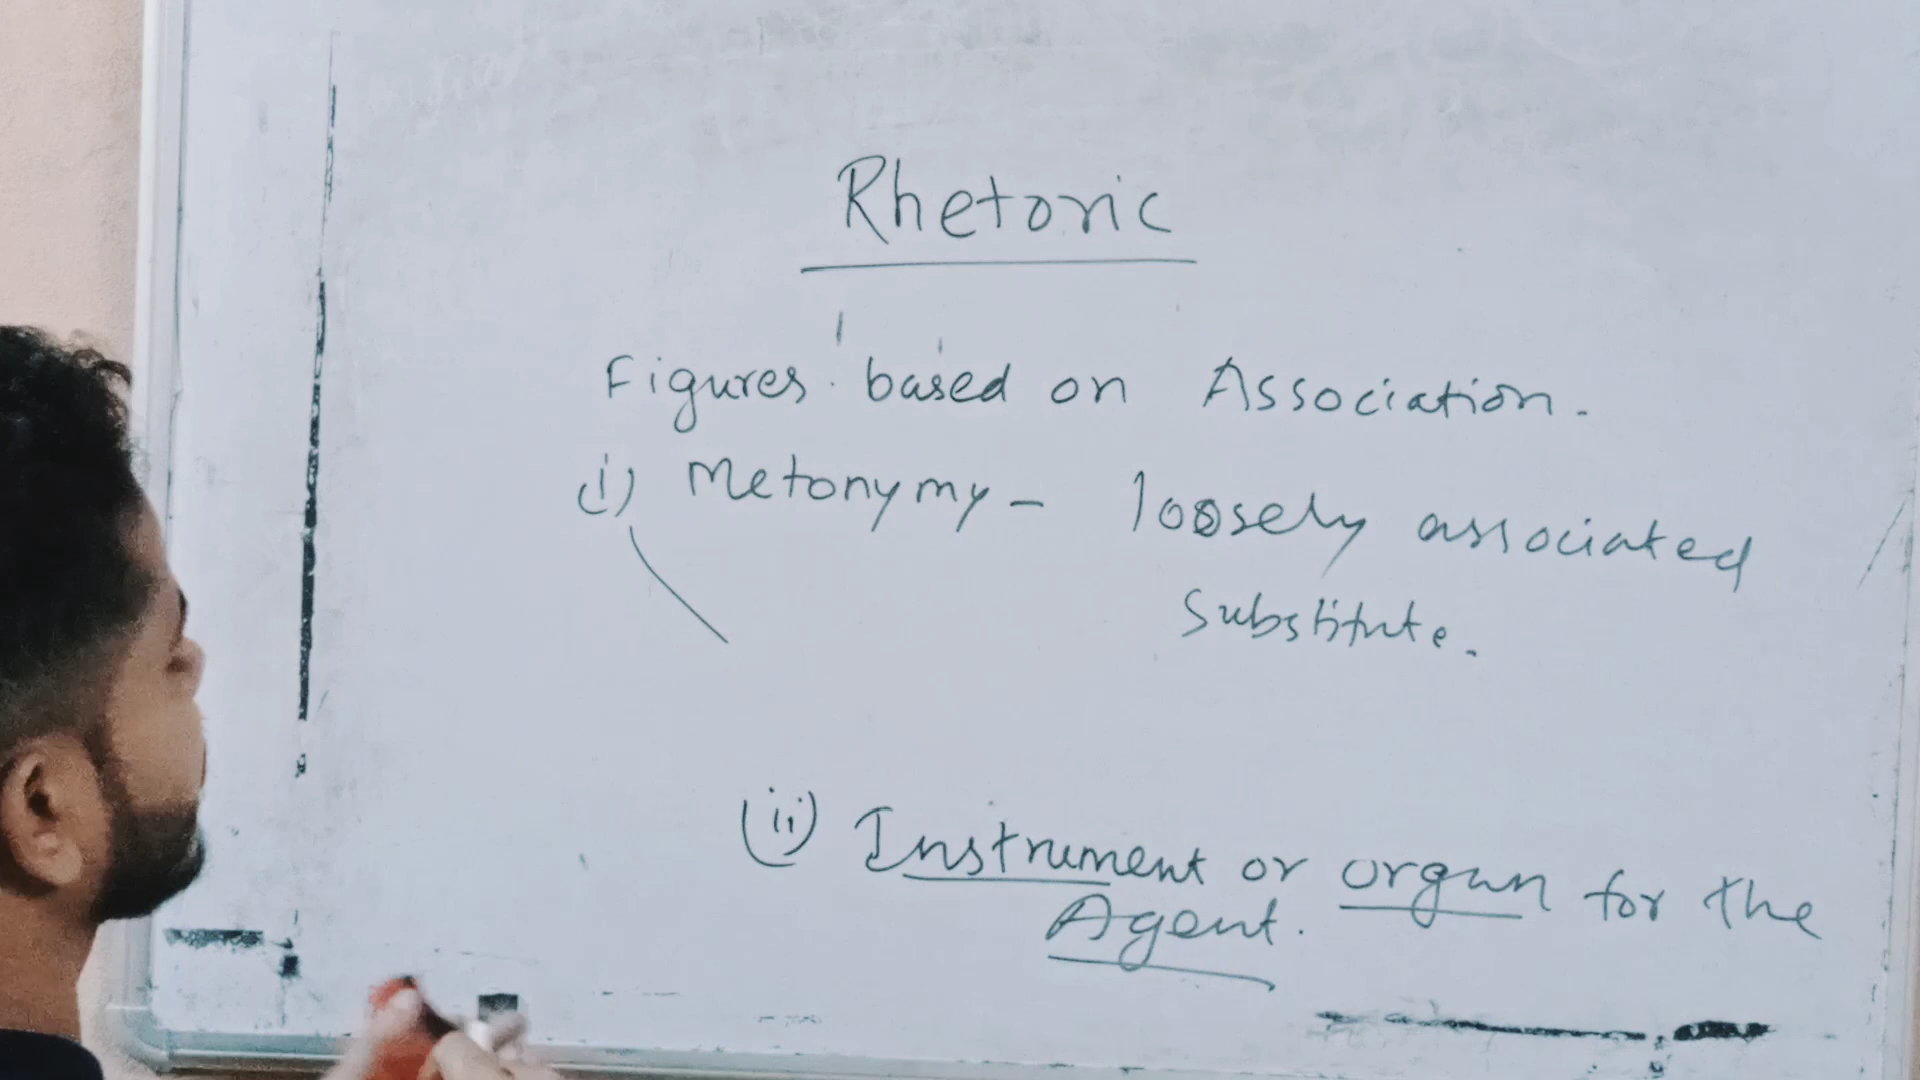 Rhetoric
Figures based on Association.
(i) Metonymy - loosely associated
substitute.
(ii) Instrument or organ for the
Agent.